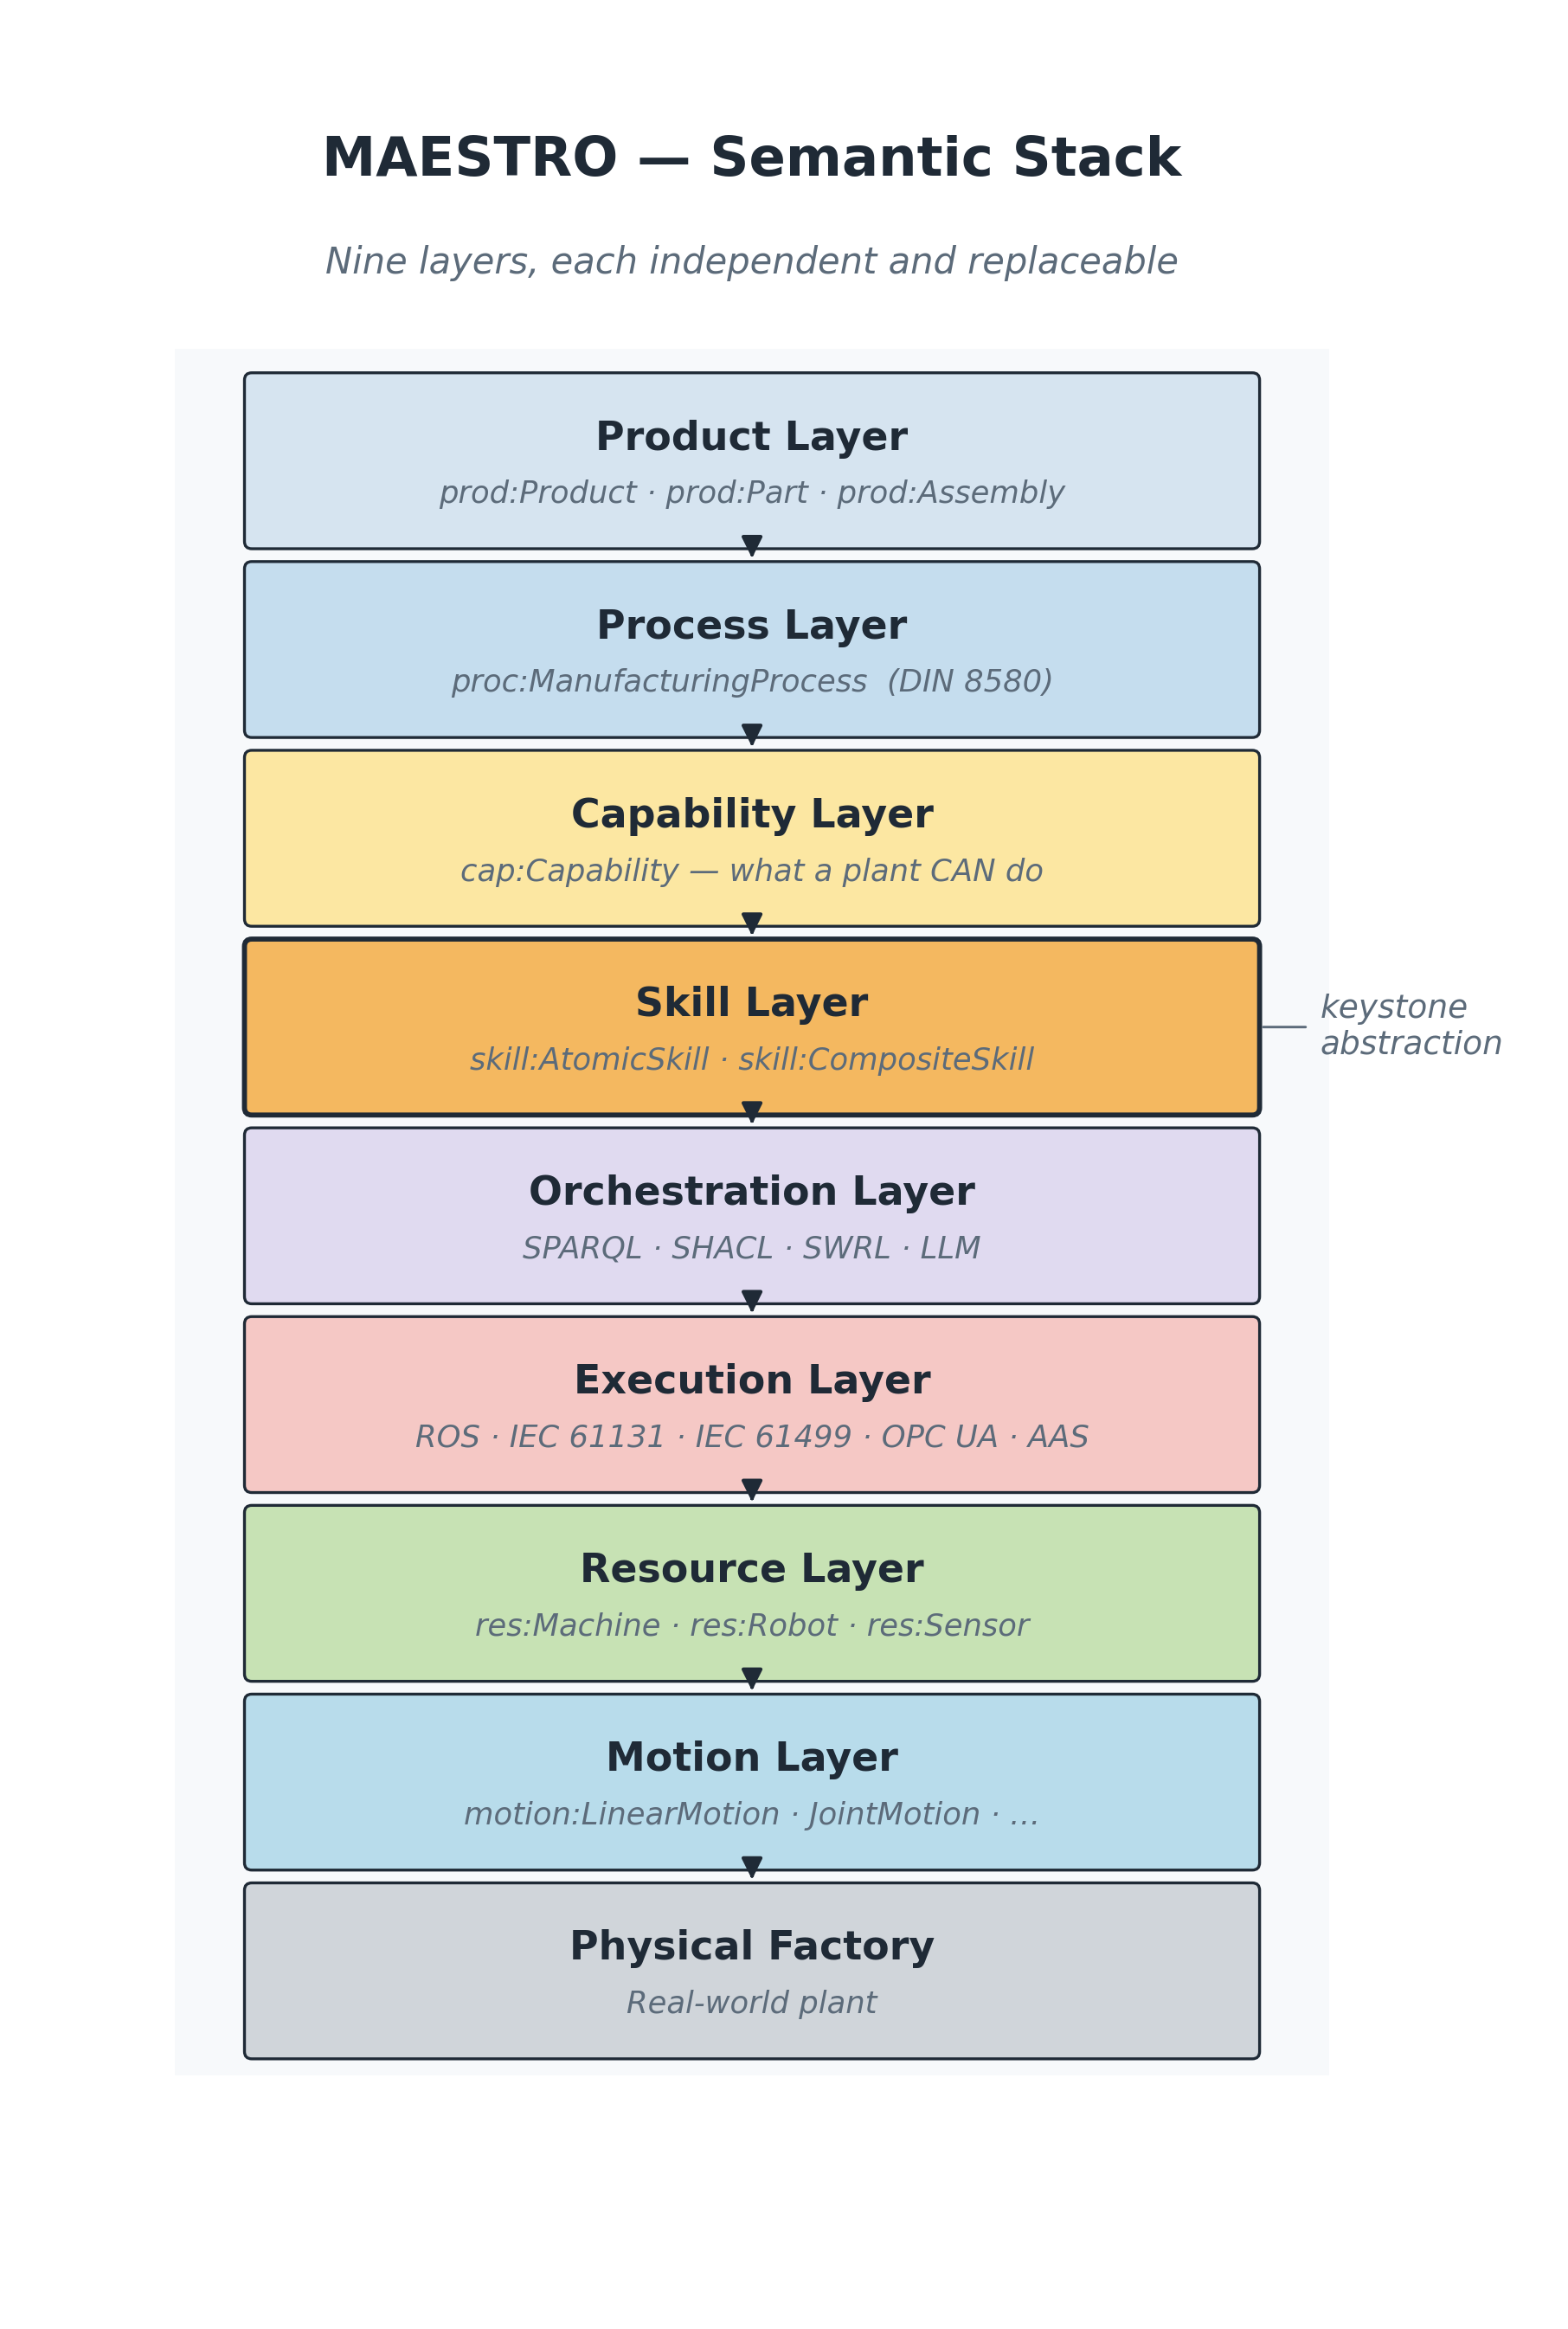 MAESTRO — Semantic Stack
Nine layers, each independent and replaceable
Product Layer
prod:Product · prod:Part · prod:Assembly
Process Layer
proc:ManufacturingProcess  (DIN 8580)
Capability Layer
cap:Capability — what a plant CAN do
Skill Layer
skill:AtomicSkill · skill:CompositeSkill
keystone
abstraction
Orchestration Layer
SPARQL · SHACL · SWRL · LLM
Execution Layer
ROS · IEC 61131 · IEC 61499 · OPC UA · AAS
Resource Layer
res:Machine · res:Robot · res:Sensor
Motion Layer
motion:LinearMotion · JointMotion · …
Physical Factory
Real-world plant